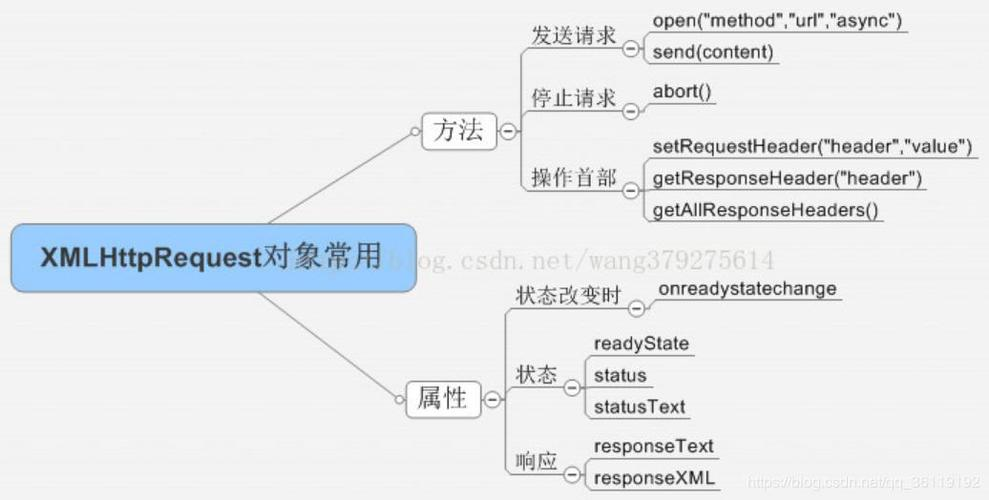 XMLHttpRequest对象常用
方法
发送请求
open("method","url","async")
send(content)
停止请求
abort()
操作首部
setRequestHeader("header","value")
getResponseHeader("header")
getAllResponseHeaders()
属性
状态改变时
onreadystatechange
状态
readyState
status
statusText
响应
responseText
responseXML
blog.csdn.net/wang379275614
https://blog.csdn.net/qq_36119192